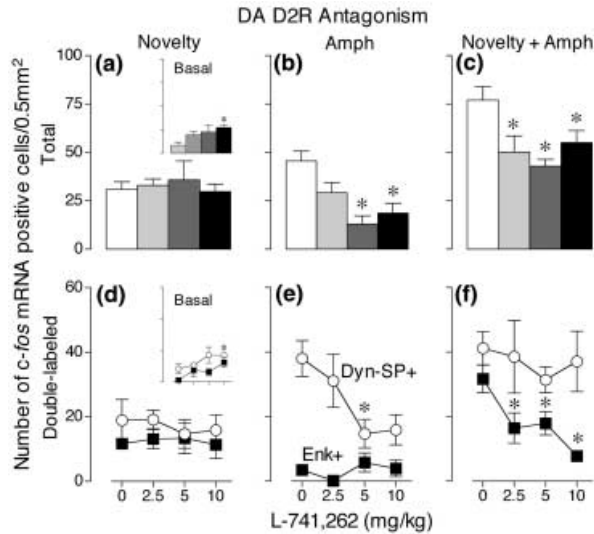 DA D2R Antagonism
Novelty
Amph
Novelty + Amph
Number of c-fos mRNA positive cells/0.5mm²
Total
Double-labeled
100
75
50
25
0
(a)
Basal
*
(b)
* *
(c)
* * *
60
40
20
0
(d)
Basal
*
(e)
Dyn-SP+
*
Enk+
(f)
* * *
0 2.5 5 10
0 2.5 5 10
0 2.5 5 10
L-741,262 (mg/kg)